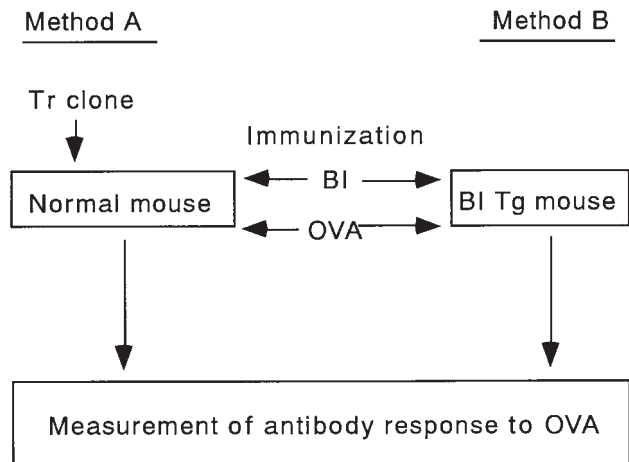 Method A
Method B
Tr clone
Immunization
BI
Normal mouse
BI Tg mouse
OVA
Measurement of antibody response to OVA